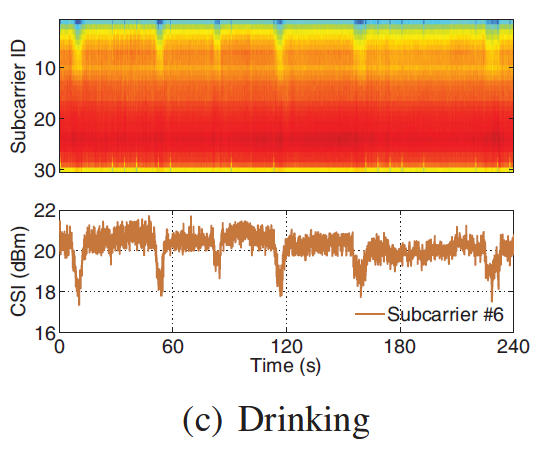 Subcarrier ID
10
20
30
CSI (dBm)
22
20
18
16
Subcarrier #6
0 60 120 180 240
Time (s)
(c) Drinking